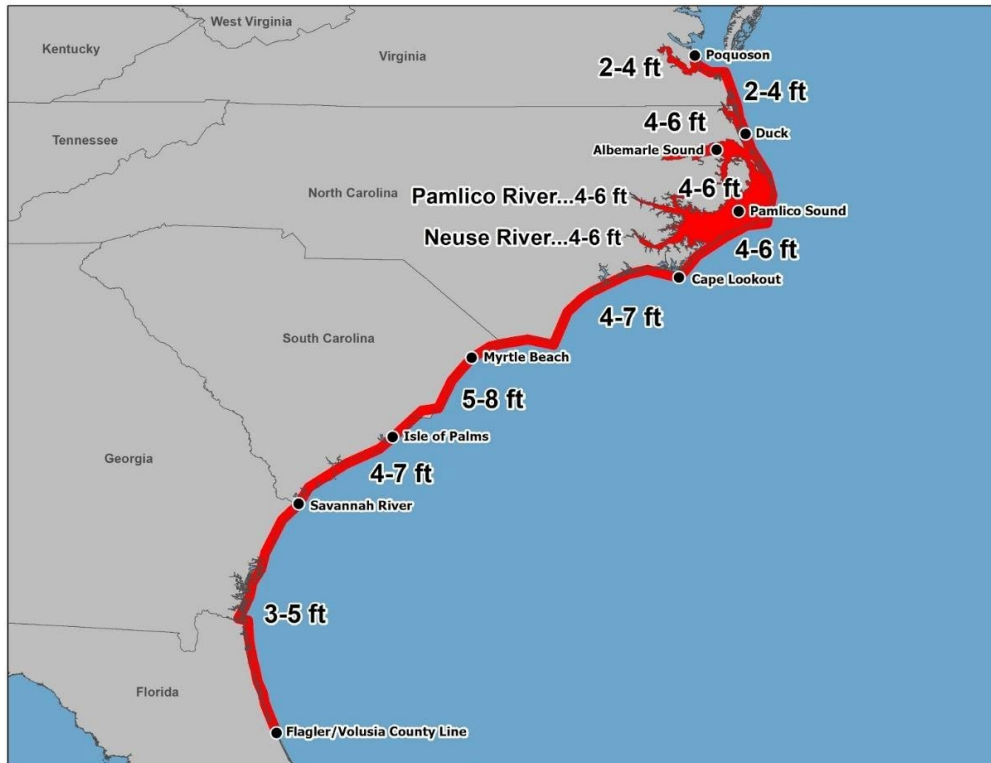 West Virginia
Kentucky
Virginia
Poquoson
2-4 ft
2-4 ft
4-6 ft
Duck
Tennessee
Albemarle Sound
4-6 ft
North Carolina
Pamlico River...4-6 ft
Pamlico Sound
Neuse River...4-6 ft
4-6 ft
Cape Lookout
4-7 ft
South Carolina
Myrtle Beach
5-8 ft
Isle of Palms
Georgia
4-7 ft
Savannah River
3-5 ft
Florida
Flagler/Volusia County Line